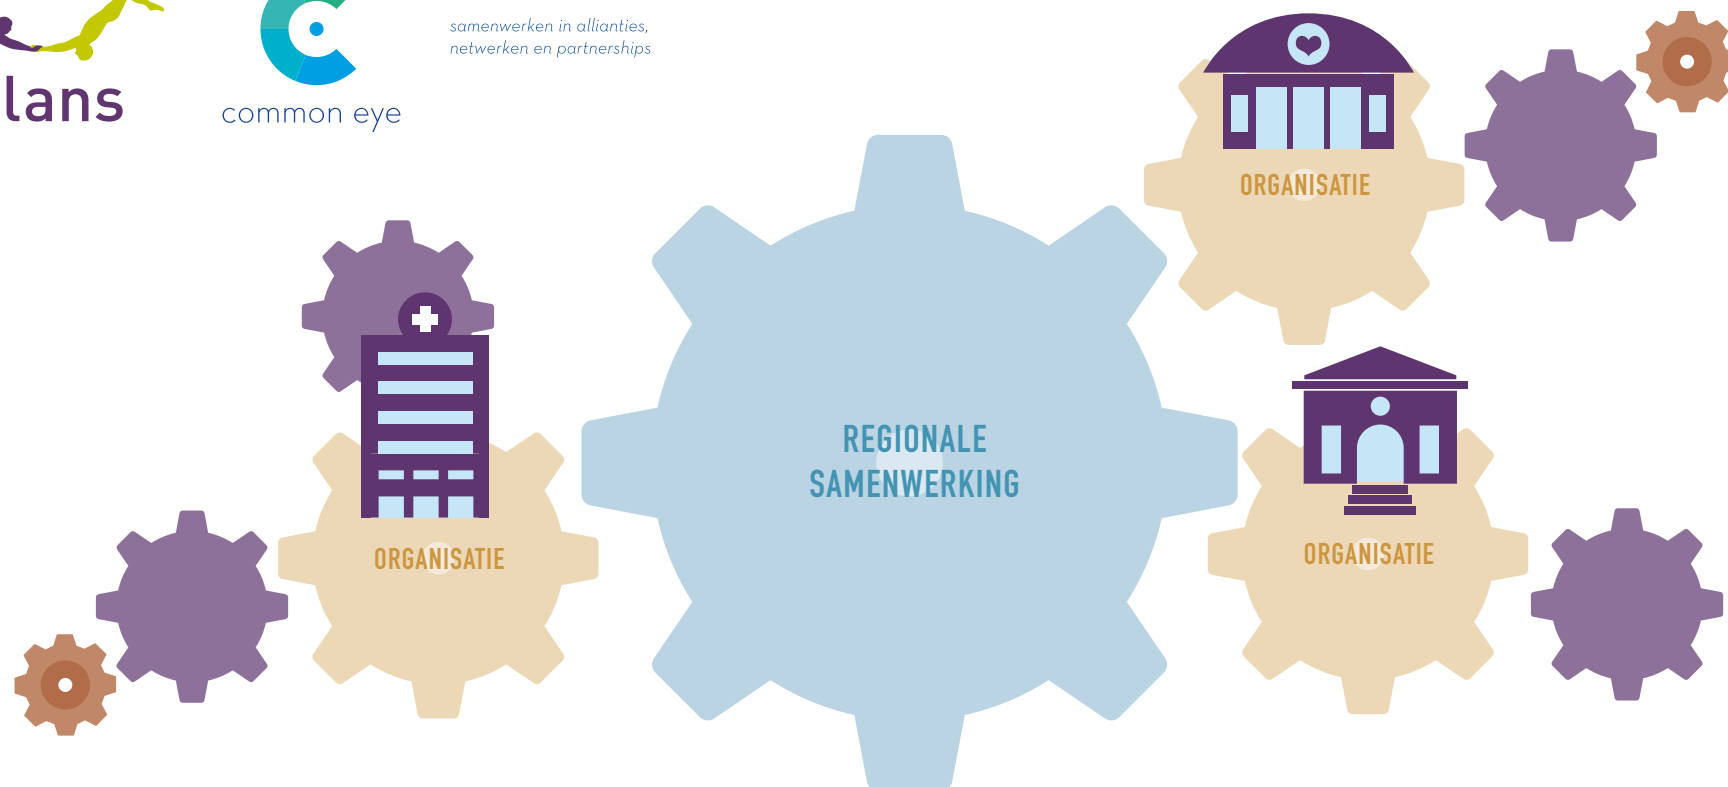 lans
common eye
samenwerken in allianties,
netwerken en partnerships
ORGANISATIE
REGIONALE
SAMENWERKING
ORGANISATIE
ORGANISATIE